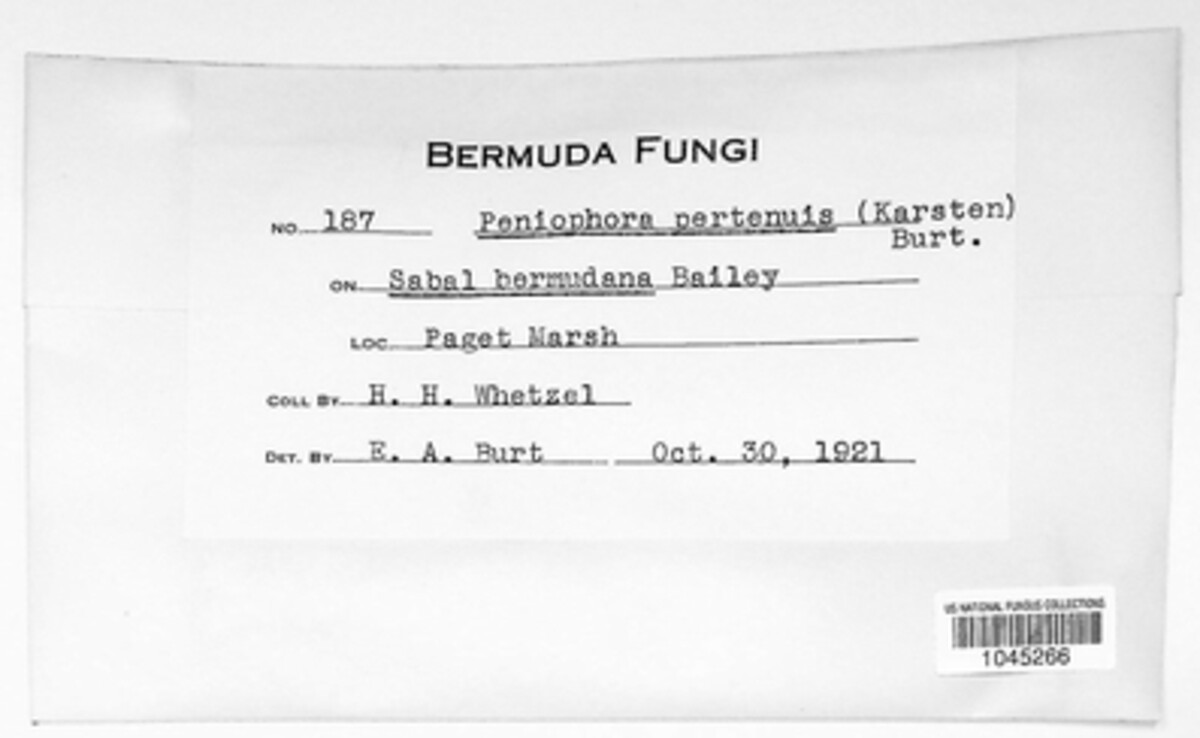 BERMUDA FUNGI
NO. 187 Peniophora pertenuis (Karsten)
Burt.
ON Sabal bermudana Bailey
LOC. Paget Marsh
COLL BY. H. H. Whetzel
DET. BY. E. A. Burt Oct. 30, 1921
US NATIONAL FUNGUS COLLECTIONS
1045266